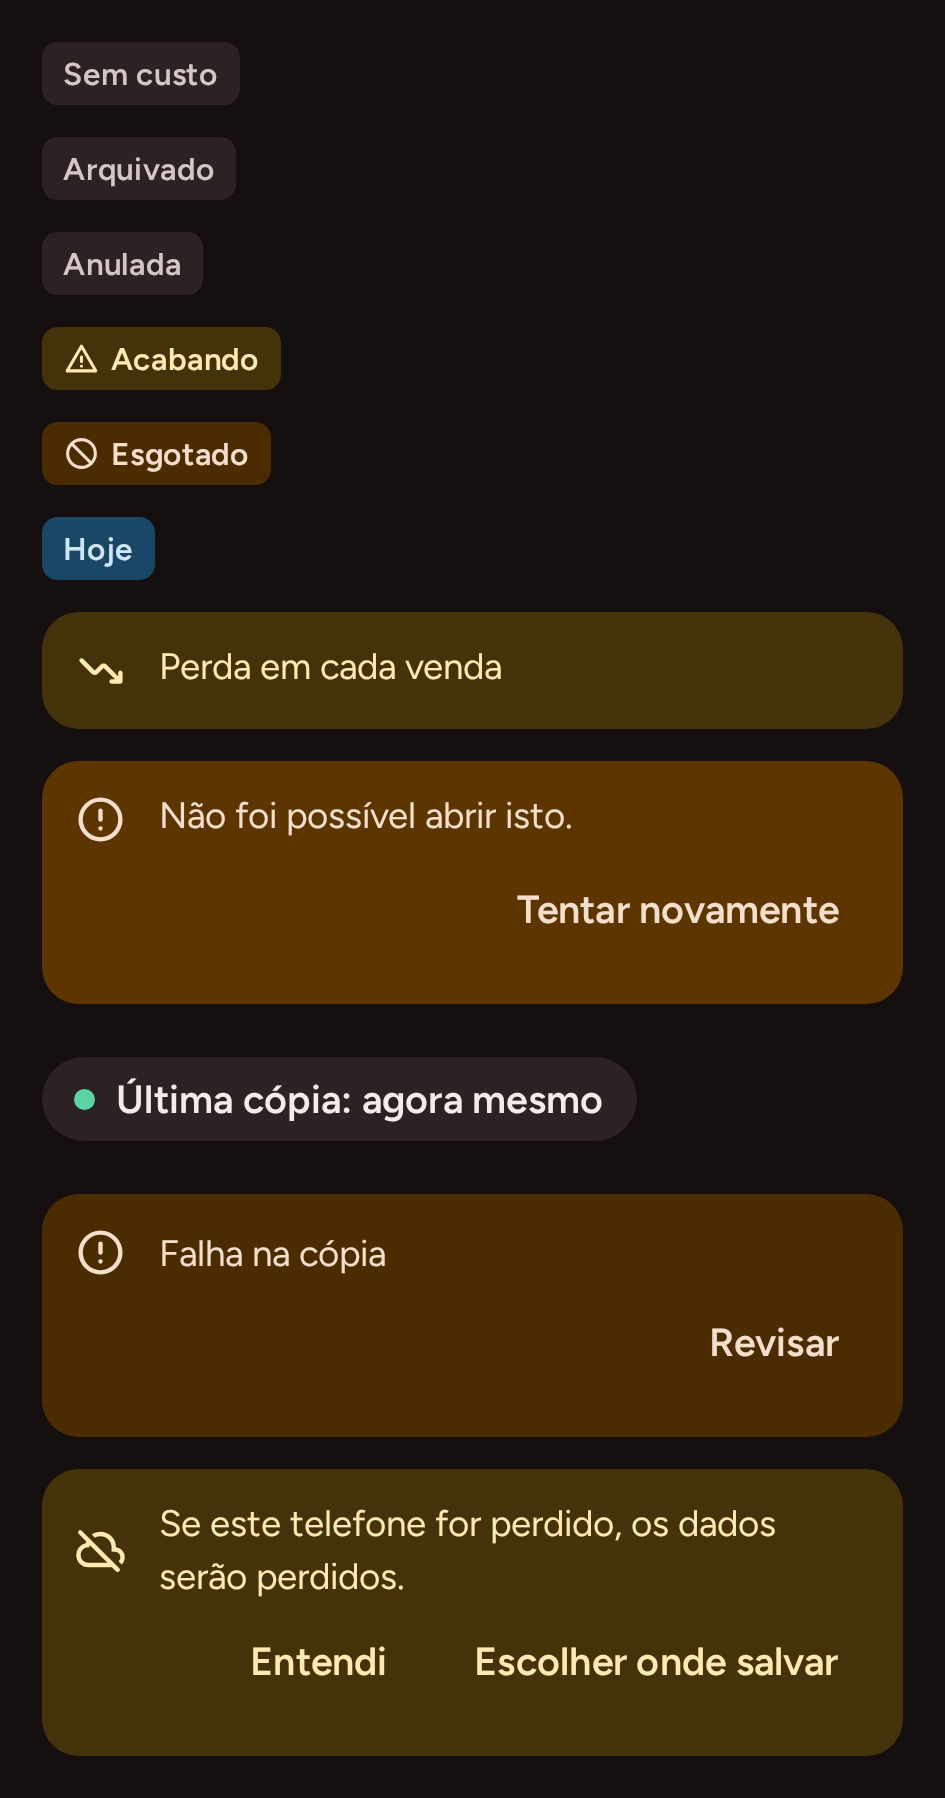 Sem custo
Arquivado
Anulada
Acabando
Esgotado
Hoje
Perda em cada venda
Não foi possível abrir isto.
Tentar novamente
Última cópia: agora mesmo
Falha na cópia
Revisar
Se este telefone for perdido, os dados
serão perdidos.
Entendi
Escolher onde salvar